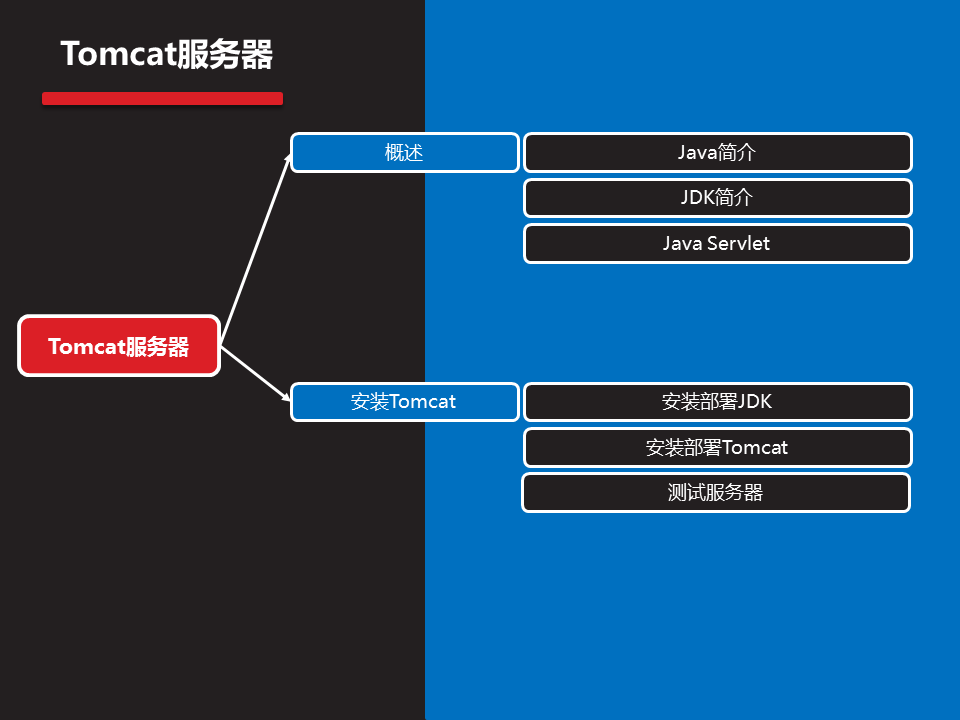 Tomcat服务器
概述
Java简介
JDK简介
Java Servlet
Tomcat服务器
安装Tomcat
安装部署JDK
安装部署Tomcat
测试服务器